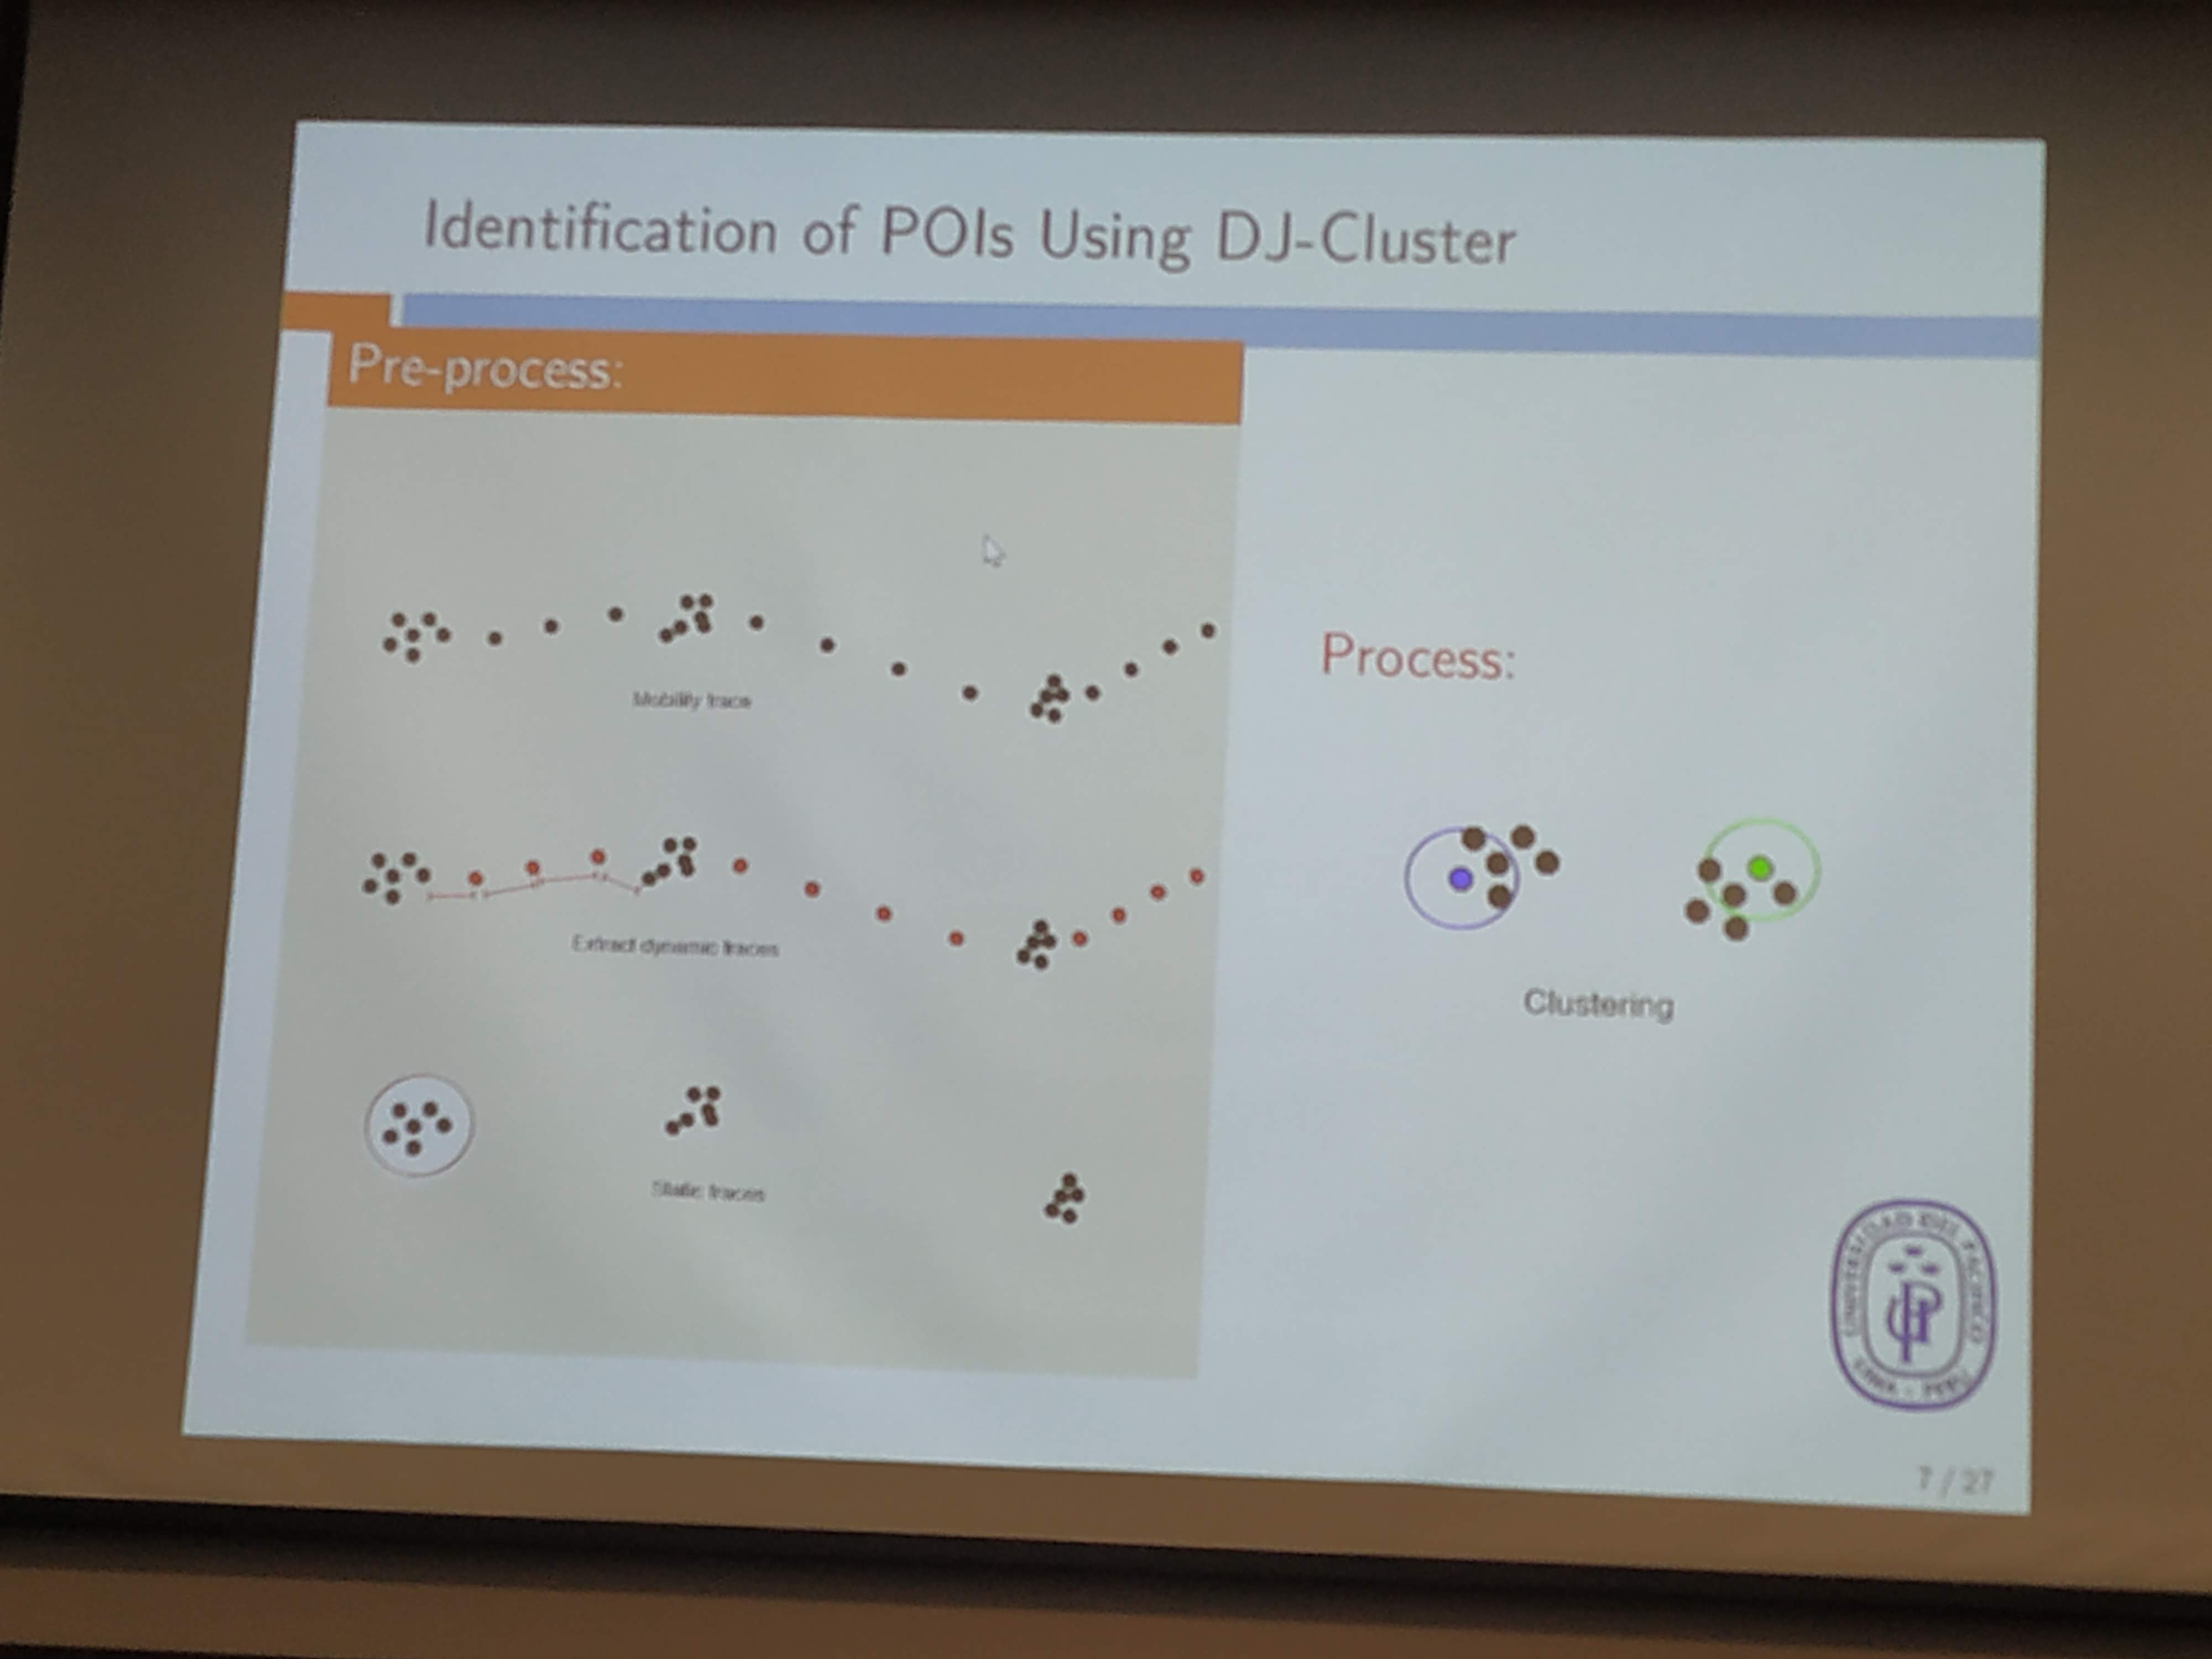 Identification of POIs Using DJ-Cluster
Pre-process:
Mobility trace
Extract dynamic traces
Static traces
Process:
Clustering
UNIVERSIDAD DEL PACIFICO
LIMA - PERU
7 / 27